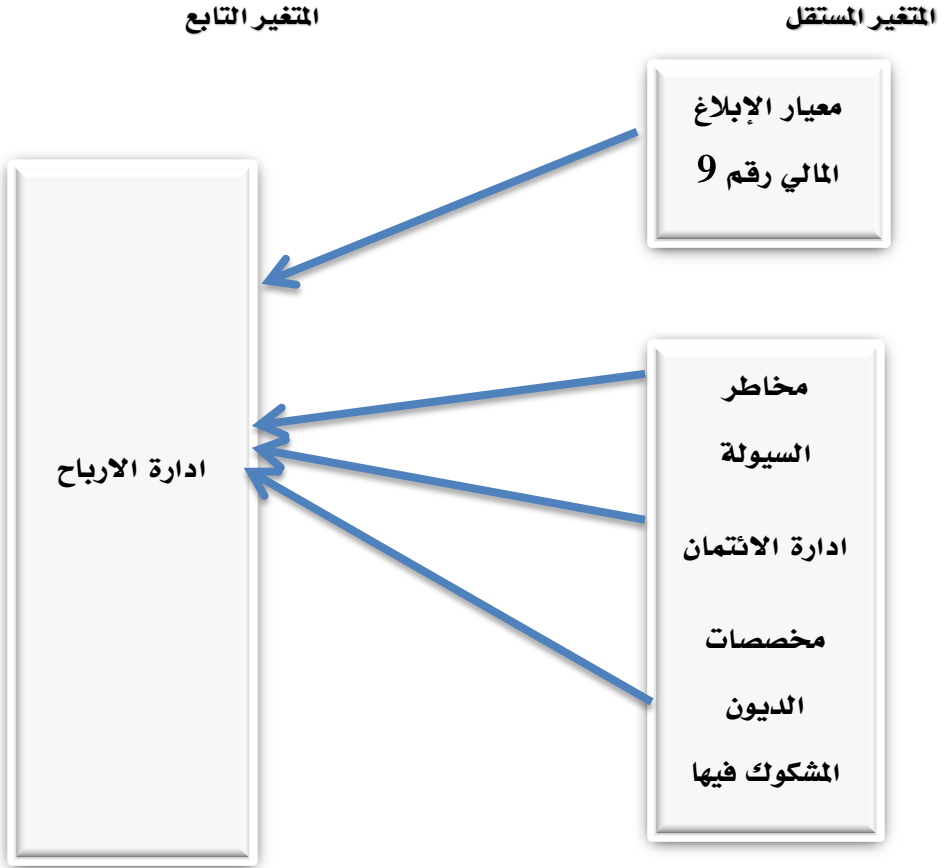 المتغير المستقل
المتغير التابع
معيار الإبلاغ
المالي رقم 9
مخاطر
السيولة
ادارة الائتمان
مخصصات
الديون
المشكوك فيها
ادارة الارباح